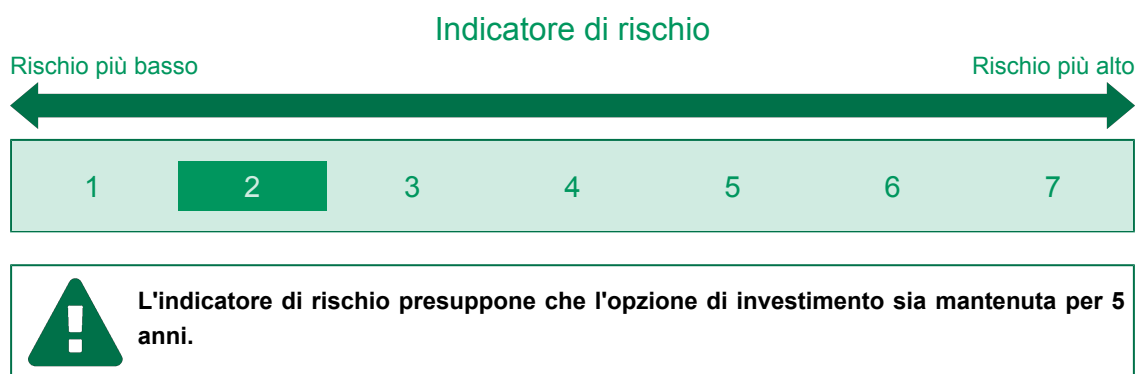 Indicatore di rischio
Rischio più basso
Rischio più alto
1 2 3 4 5 6 7
L'indicatore di rischio presuppone che l'opzione di investimento sia mantenuta per 5
anni.